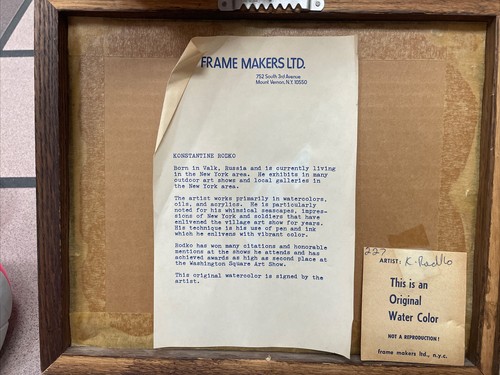 FRAME MAKERS LTD.
752 South 3rd Avenue
Mount Vernon, N.Y. 10550
KONSTANTINE RODKO
Born in Valk, Russia and is currently living
in the New York area. He exhibits in many
outdoor art shows and local galleries in
the New York area.
The artist works primarily in watercolors,
oils, and acrylics. He is particularly
noted for his whimsical seascapes, impres-
sions of New York and soldiers that have
enlivened the village art show for years.
His technique is his use of pen and ink
which he enlivens with vibrant color.
Rodko has won many citations and honorable
mentions at the shows he attends and has
achieved awards as high as second place at
the Washington Square Art Show.
This original watercolor is signed by the
artist.
ARTIST: K. Rodko
This is an
Original
Water Color
NOT A REPRODUCTION!
frame makers ltd., n.y.c.